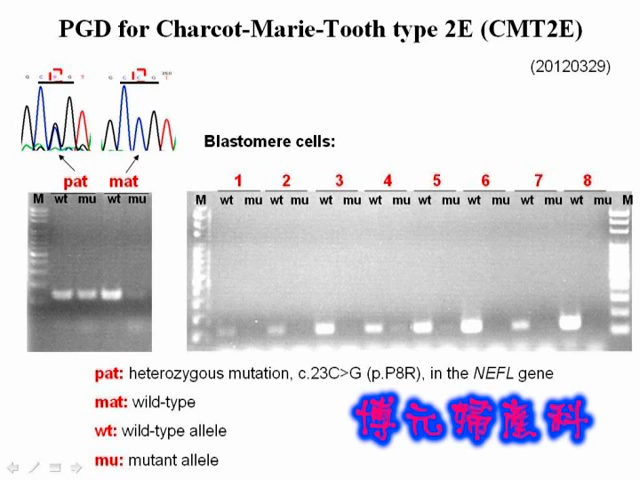 PGD for Charcot-Marie-Tooth type 2E (CMT2E)
(20120329)
Blastomere cells:
pat mat
1 2 3 4 5 6 7 8
M wt mu wt mu
M wt mu wt mu wt mu wt mu wt mu wt mu wt mu wt mu M
pat: heterozygous mutation, c.23C>G (p.P8R), in the NEFL gene
mat: wild-type
wt: wild-type allele
mu: mutant allele
博元婦產科